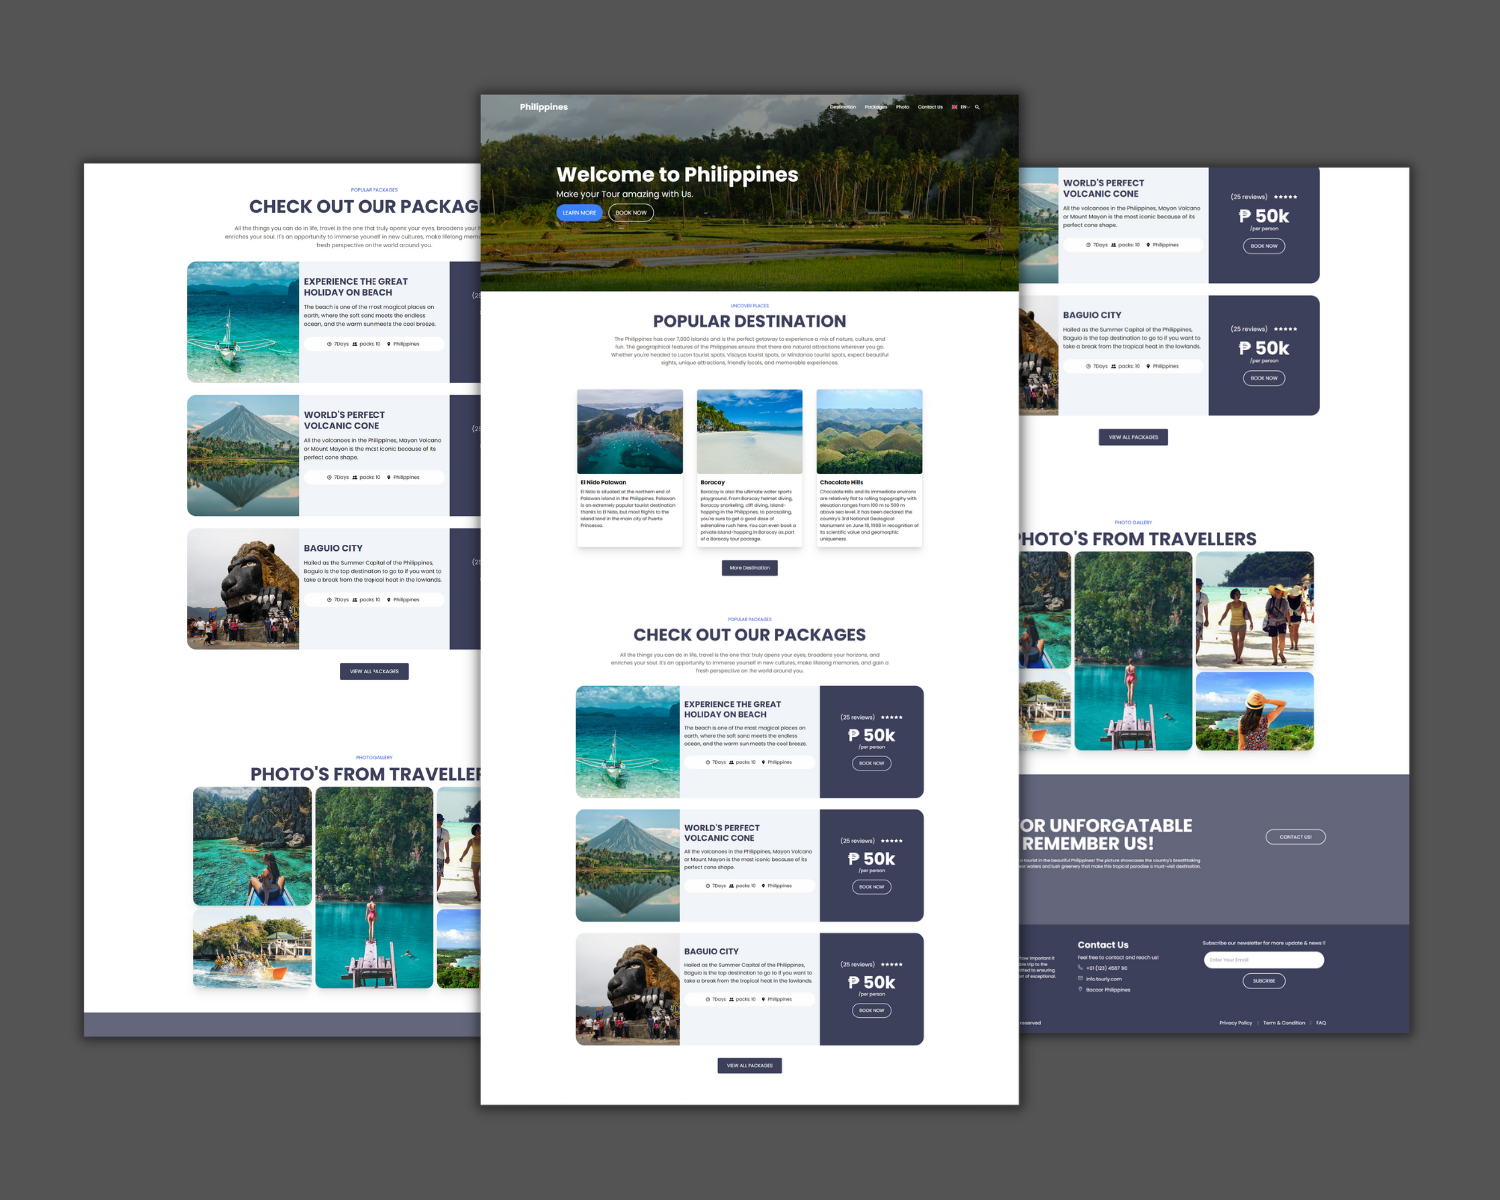 POPULAR PACKAGES
CHECK OUT OUR PACKAG
All the things you can do in life, travel is the one that truly opens your eyes, broadens your
enriches your soul. It's an opportunity to immerse yourself in new cultures, make lifelong
fresh perspective on the world around you.
EXPERIENCE THE GREAT
HOLIDAY ON BEACH
The beach is one of the most magical places on
earth, where the soft sand meets the endless
ocean, and the warm sun meets the cool breeze.
7Days packs: 10 Philippines
WORLD'S PERFECT
VOLCANIC CONE
All the volcanoes in the Philippines, Mayon Volcano
or Mount Mayon is the most iconic because of its
perfect cone shape.
7Days packs: 10 Philippines
BAGUIO CITY
Hailed as the Summer Capital of the Philippines,
Baguio is the top destination to go to if you want to
take a break from the tropical heat in the lowlands.
7Days packs: 10 Philippines
VIEW ALL PACKAGES
PHOTO GALLERY
PHOTO'S FROM TRAVELLER
Philippines
Destination Packages Photo Contact Us EN
Welcome to Philippines
Make your Tour amazing with Us.
LEARN MORE BOOK NOW
UNCOVER PLACES
POPULAR DESTINATION
The Philippines has over 7,000 islands and is the perfect getaway to experience a mix of nature, culture, and
fun. The geographical features of the Philippines ensure that there are natural attractions wherever you go.
Whether you're headed to Luzon tourist spots, Visayas tourist spots, or Mindanao tourist spots, expect beautiful
sights, unique attractions, friendly locals, and memorable experiences.
El Nido Palawan
El Nido is situated at the northern end of
Palawan Island in the Philippines. Palawan
is an extremely popular tourist destination
thanks to El Nido, but most flights to the
island land in the main city of Puerto
Princessa.
Boracay
Boracay is also the ultimate water sports
playground. From Boracay helmet diving,
Boracay snorkeling, cliff diving, island-
hopping in the Philippines, to parasailing,
you're sure to get a good dose of
adrenaline rush here. You can even book a
private island-hopping in Boracay as part
of a Boracay tour package.
Chocolate Hills
Chocolate Hills and its immediate environs
are relatively flat to rolling topography with
elevation ranges from 100 m to 500 m
above sea level. It has been declared the
country's 3rd National Geological
Monument on June 18, 1988 in recognition of
its scientific value and geomorphic
uniqueness.
More Destination
POPULAR PACKAGES
CHECK OUT OUR PACKAGES
All the things you can do in life, travel is the one that truly opens your eyes, broadens your horizons, and
enriches your soul. It's an opportunity to immerse yourself in new cultures, make lifelong memories, and gain a
fresh perspective on the world around you.
EXPERIENCE THE GREAT
HOLIDAY ON BEACH
The beach is one of the most magical places on
earth, where the soft sand meets the endless
ocean, and the warm sun meets the cool breeze.
7Days packs: 10 Philippines
(25 reviews) ★★★★★
₱ 50k
/per person
BOOK NOW
WORLD'S PERFECT
VOLCANIC CONE
All the volcanoes in the Philippines, Mayon Volcano
or Mount Mayon is the most iconic because of its
perfect cone shape.
7Days packs: 10 Philippines
(25 reviews) ★★★★★
₱ 50k
/per person
BOOK NOW
BAGUIO CITY
Hailed as the Summer Capital of the Philippines,
Baguio is the top destination to go to if you want to
take a break from the tropical heat in the lowlands.
7Days packs: 10 Philippines
(25 reviews) ★★★★★
₱ 50k
/per person
BOOK NOW
VIEW ALL PACKAGES
WORLD'S PERFECT
VOLCANIC CONE
All the volcanoes in the Philippines, Mayon Volcano
or Mount Mayon is the most iconic because of its
perfect cone shape.
7Days packs: 10 Philippines
(25 reviews) ★★★★★
₱ 50k
/per person
BOOK NOW
BAGUIO CITY
Hailed as the Summer Capital of the Philippines,
Baguio is the top destination to go to if you want to
take a break from the tropical heat in the lowlands.
7Days packs: 10 Philippines
(25 reviews) ★★★★★
₱ 50k
/per person
BOOK NOW
VIEW ALL PACKAGES
PHOTO GALLERY
HOTO'S FROM TRAVELLERS
OR UNFORGATABLE
REMEMBER US!
tourist in the beautiful Philippines! The picture showcases the country's breathtaking
waters and lush greenery that make this tropical paradise a must-visit destination.
CONTACT US!
how important it
trip to the
to ensuring
of exceptional
Contact Us
Feel free to contact and reach us!
+01 (123) 4567 90
info.tourly.com
Bacoor Philippines
Subscribe our newsletter for more update & news !!
Enter Your Email
SUBCRIBE
reserved
Privacy Policy | Term & Condition | FAQ